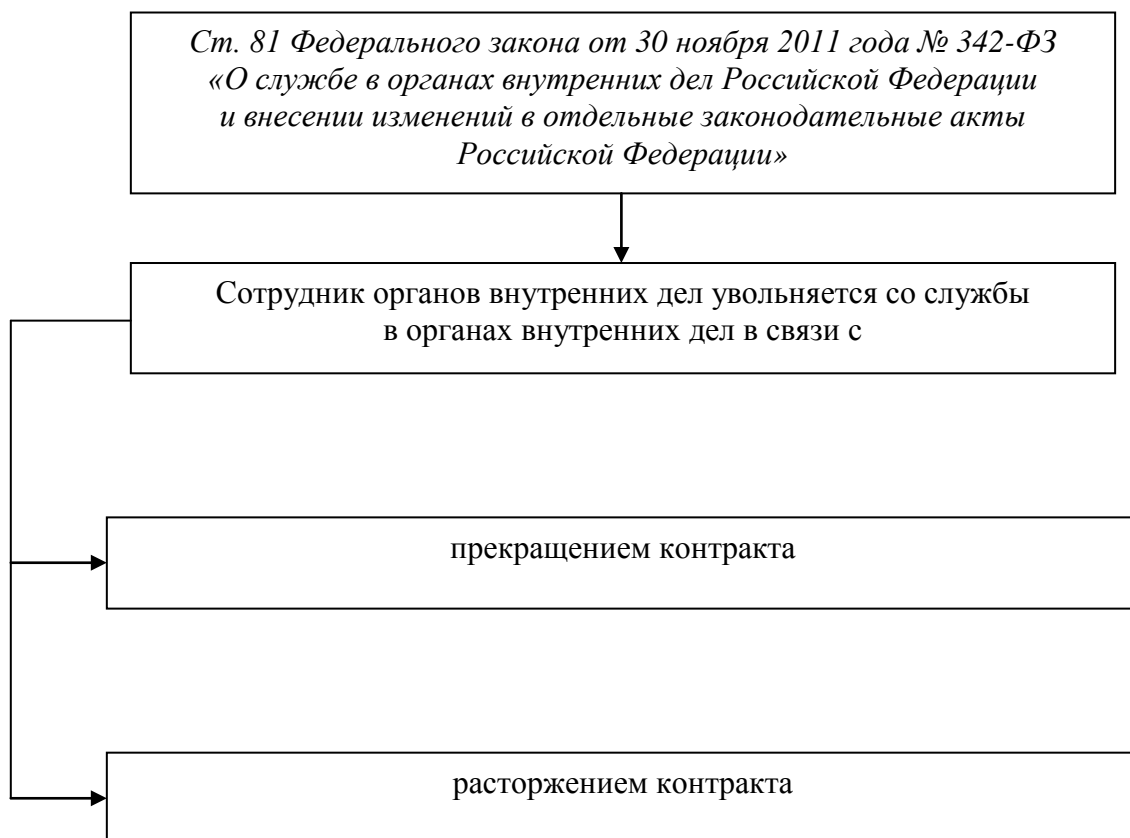 Ст. 81 Федерального закона от 30 ноября 2011 года № 342-ФЗ
«О службе в органах внутренних дел Российской Федерации
и внесении изменений в отдельные законодательные акты
Российской Федерации»
Сотрудник органов внутренних дел увольняется со службы
в органах внутренних дел в связи с
прекращением контракта
расторжением контракта